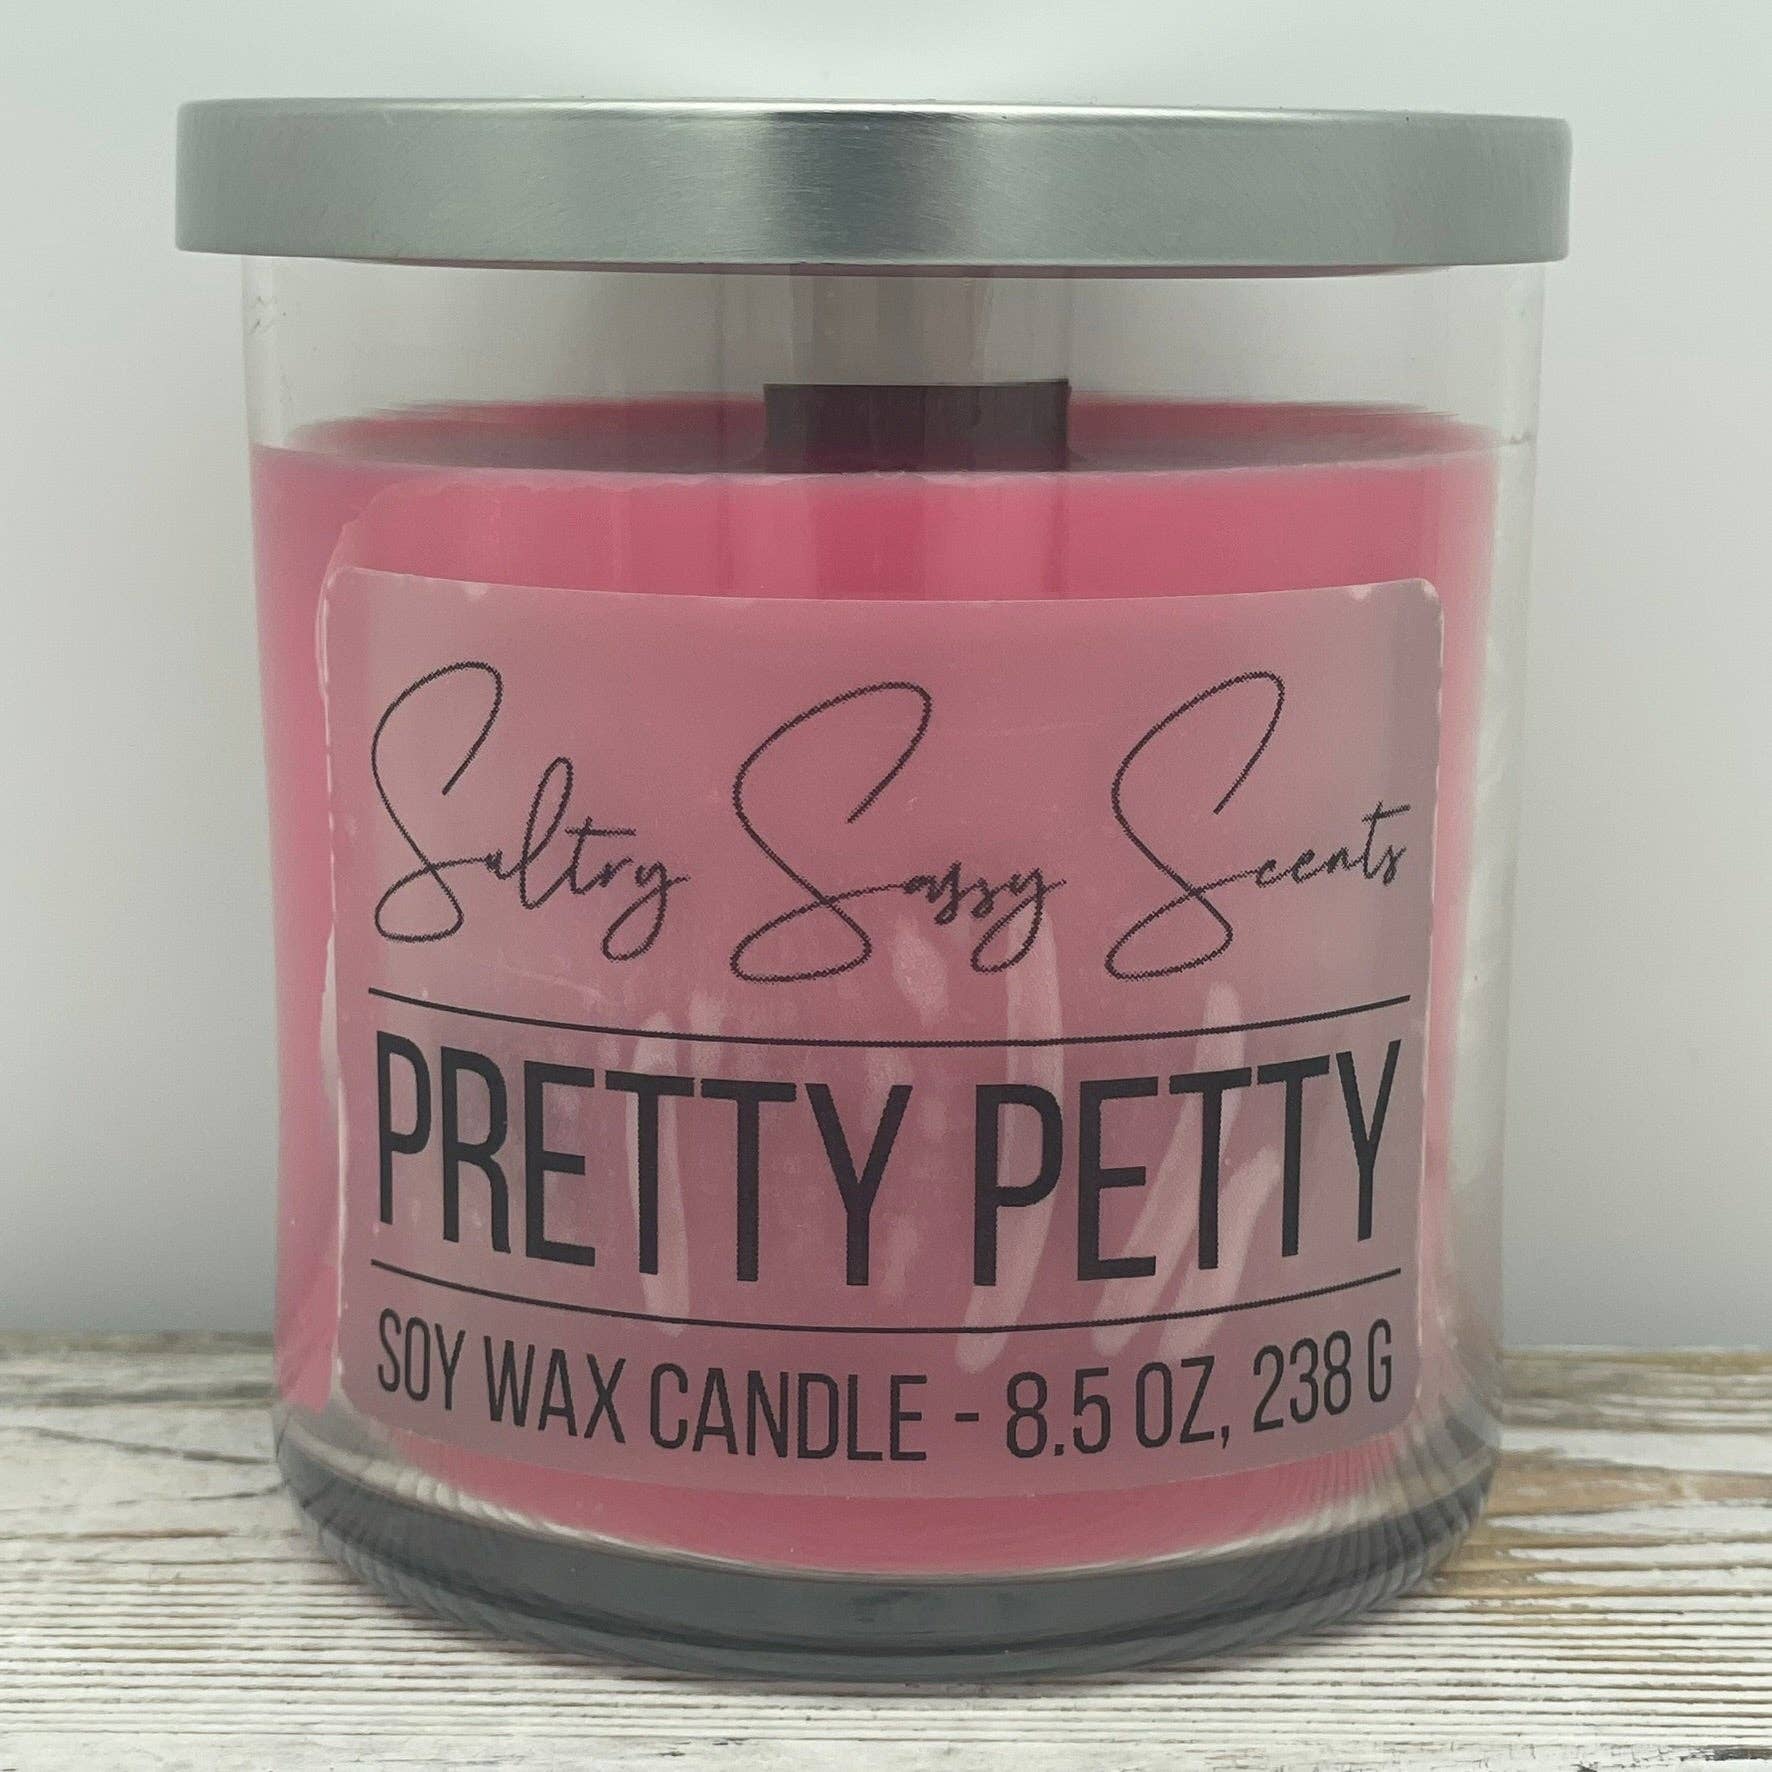 Sultry Sassy Scents
PRETTY PETTY
SOY WAX CANDLE - 8.5 OZ, 238 G